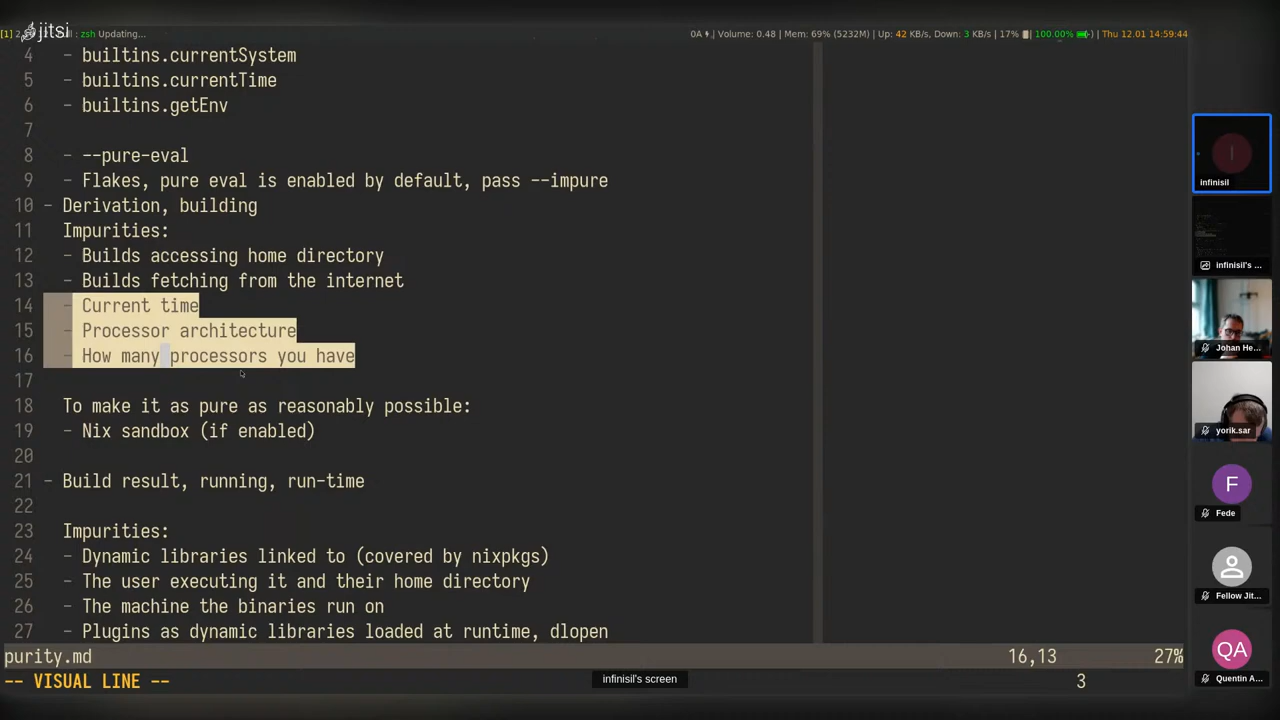 jitsi
[1] 2 zsh Updating... 0A | Volume: 0.48 | Mem: 69% (5232M) | Up: 42 KB/s, Down: 3 KB/s | 17% | 100.00% | Thu 12.01 14:59:44
4 - builtins.currentSystem
5 - builtins.currentTime
6 - builtins.getEnv
7
8 - --pure-eval
9 - Flakes, pure eval is enabled by default, pass --impure
10 - Derivation, building
11 Impurities:
12 - Builds accessing home directory
13 - Builds fetching from the internet
14 - Current time
15 - Processor architecture
16 - How many processors you have
17
18 To make it as pure as reasonably possible:
19 - Nix sandbox (if enabled)
20
21 - Build result, running, run-time
22
23 Impurities:
24 - Dynamic libraries linked to (covered by nixpkgs)
25 - The user executing it and their home directory
26 - The machine the binaries run on
27 - Plugins as dynamic libraries loaded at runtime, dlopen
purity.md 16,13 27%
-- VISUAL LINE -- 3
infinisil's screen
I
infinisil
infinisil's ...
Johan He...
yorik.sar
F
Fede
Fellow Jit...
QA
Quentin A...